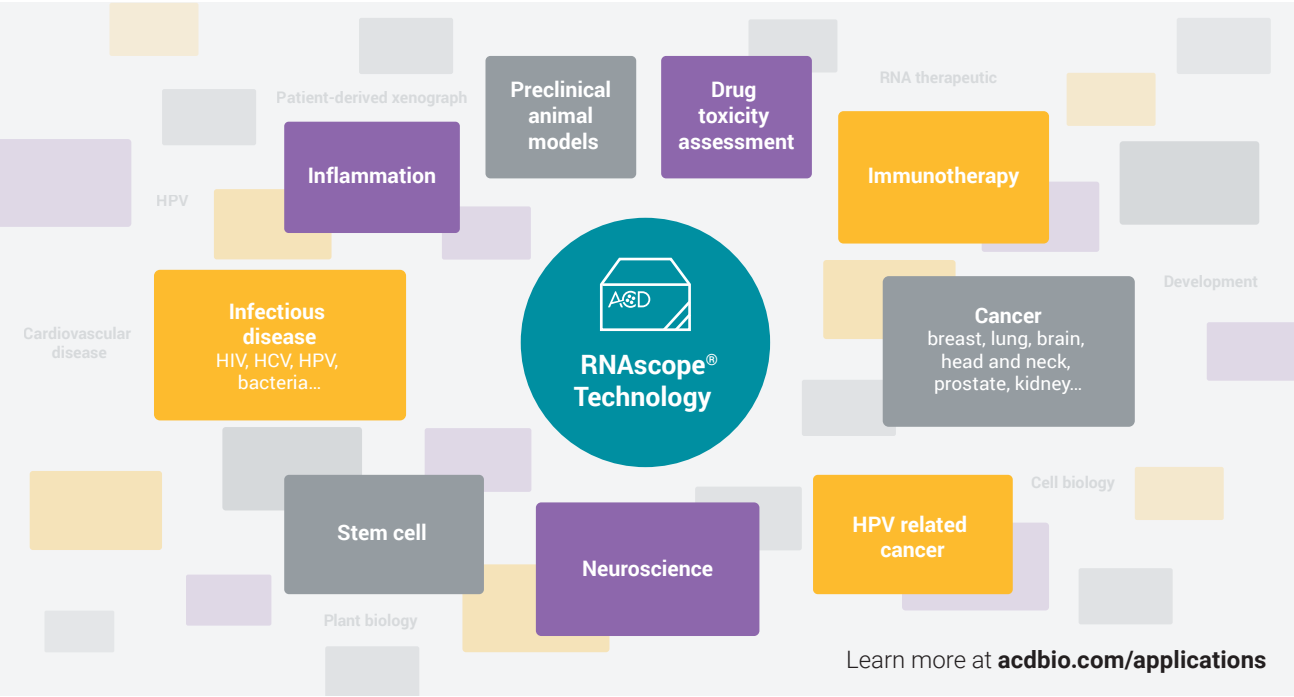 Patient-derived xenograph
Preclinical
animal
models
Drug
toxicity
assessment
RNA therapeutic
Inflammation
Immunotherapy
HPV
Infectious
disease
HIV, HCV, HPV,
bacteria...
ACD
RNAscope®
Technology
Cancer
breast, lung, brain,
head and neck,
prostate, kidney...
Development
Cardiovascular
disease
Stem cell
Neuroscience
HPV related
cancer
Cell biology
Plant biology
Learn more at acdbio.com/applications